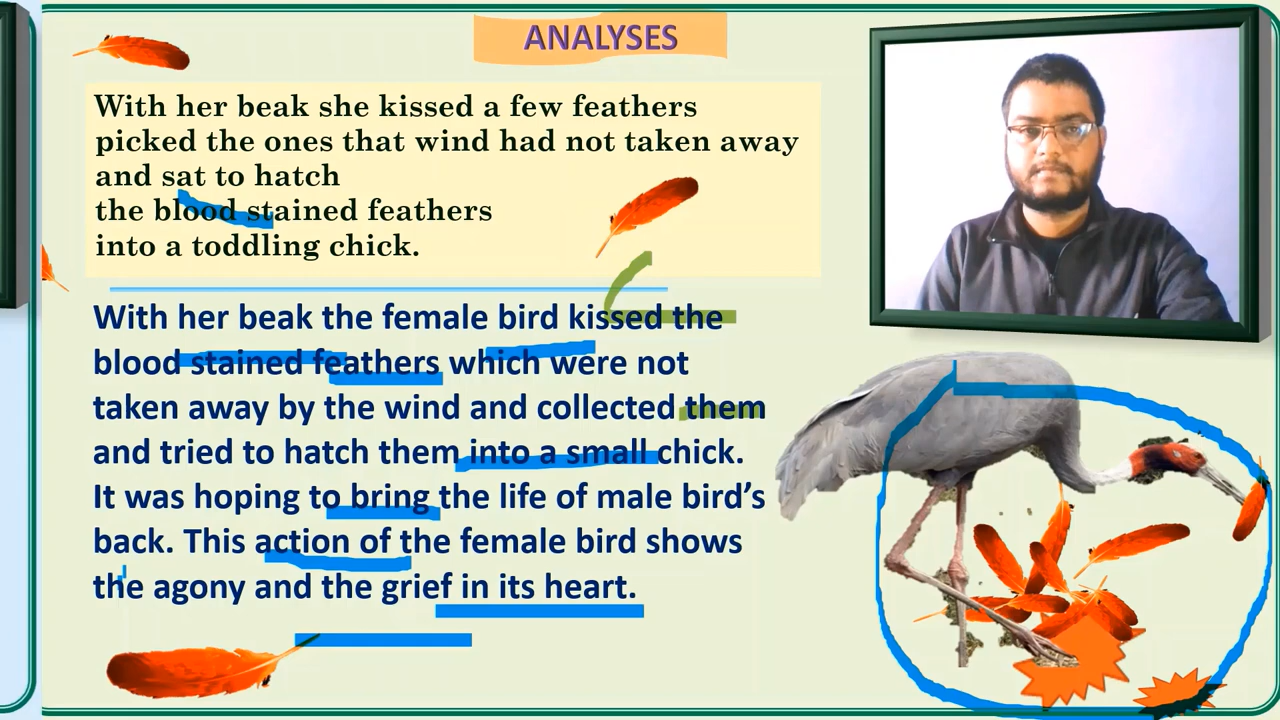 ANALYSES
With her beak she kissed a few feathers
picked the ones that wind had not taken away
and sat to hatch
the blood stained feathers
into a toddling chick.
With her beak the female bird kissed the
blood stained feathers which were not
taken away by the wind and collected them
and tried to hatch them into a small chick.
It was hoping to bring the life of male bird’s
back. This action of the female bird shows
the agony and the grief in its heart.